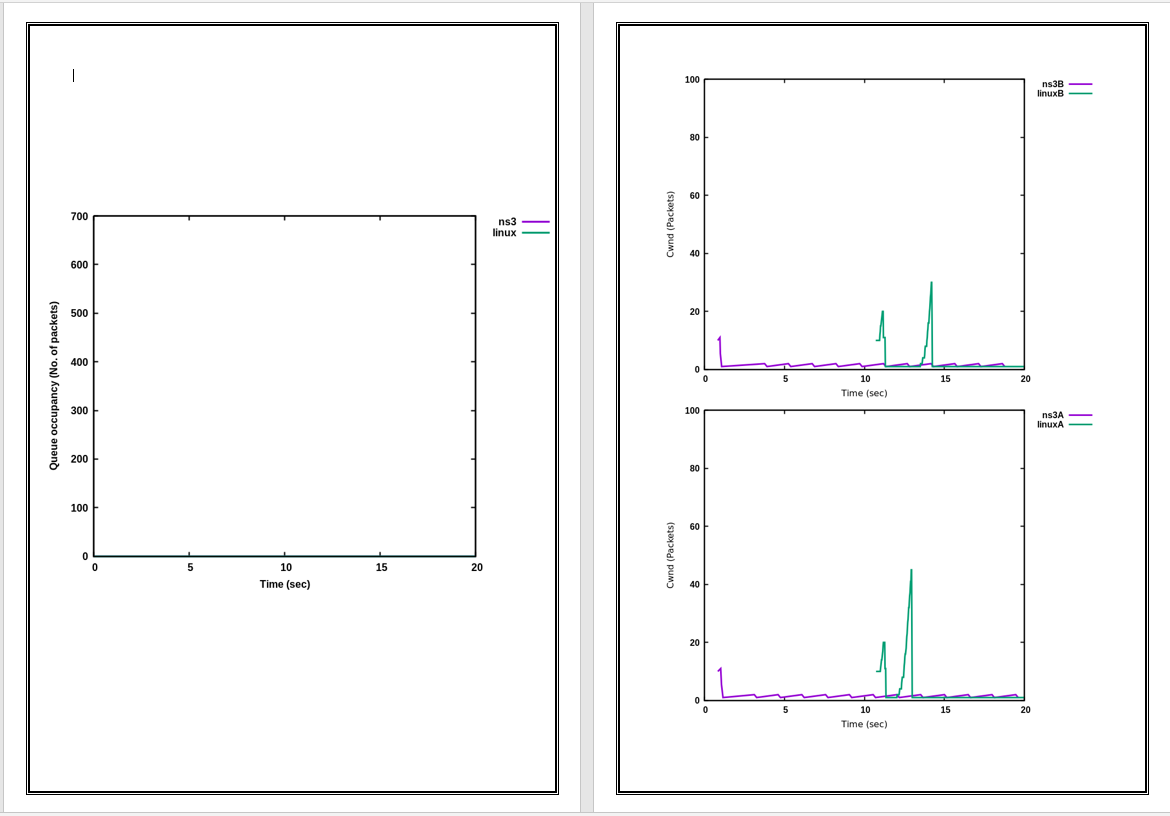 700
600
500
400
300
200
100
0
Queue occupancy (No. of packets)
0 5 10 15 20
Time (sec)
ns3
linux
100
80
60
40
20
0
Cwnd (Packets)
0 5 10 15 20
Time (sec)
ns3B
linuxB
100
80
60
40
20
0
Cwnd (Packets)
0 5 10 15 20
Time (sec)
ns3A
linuxA